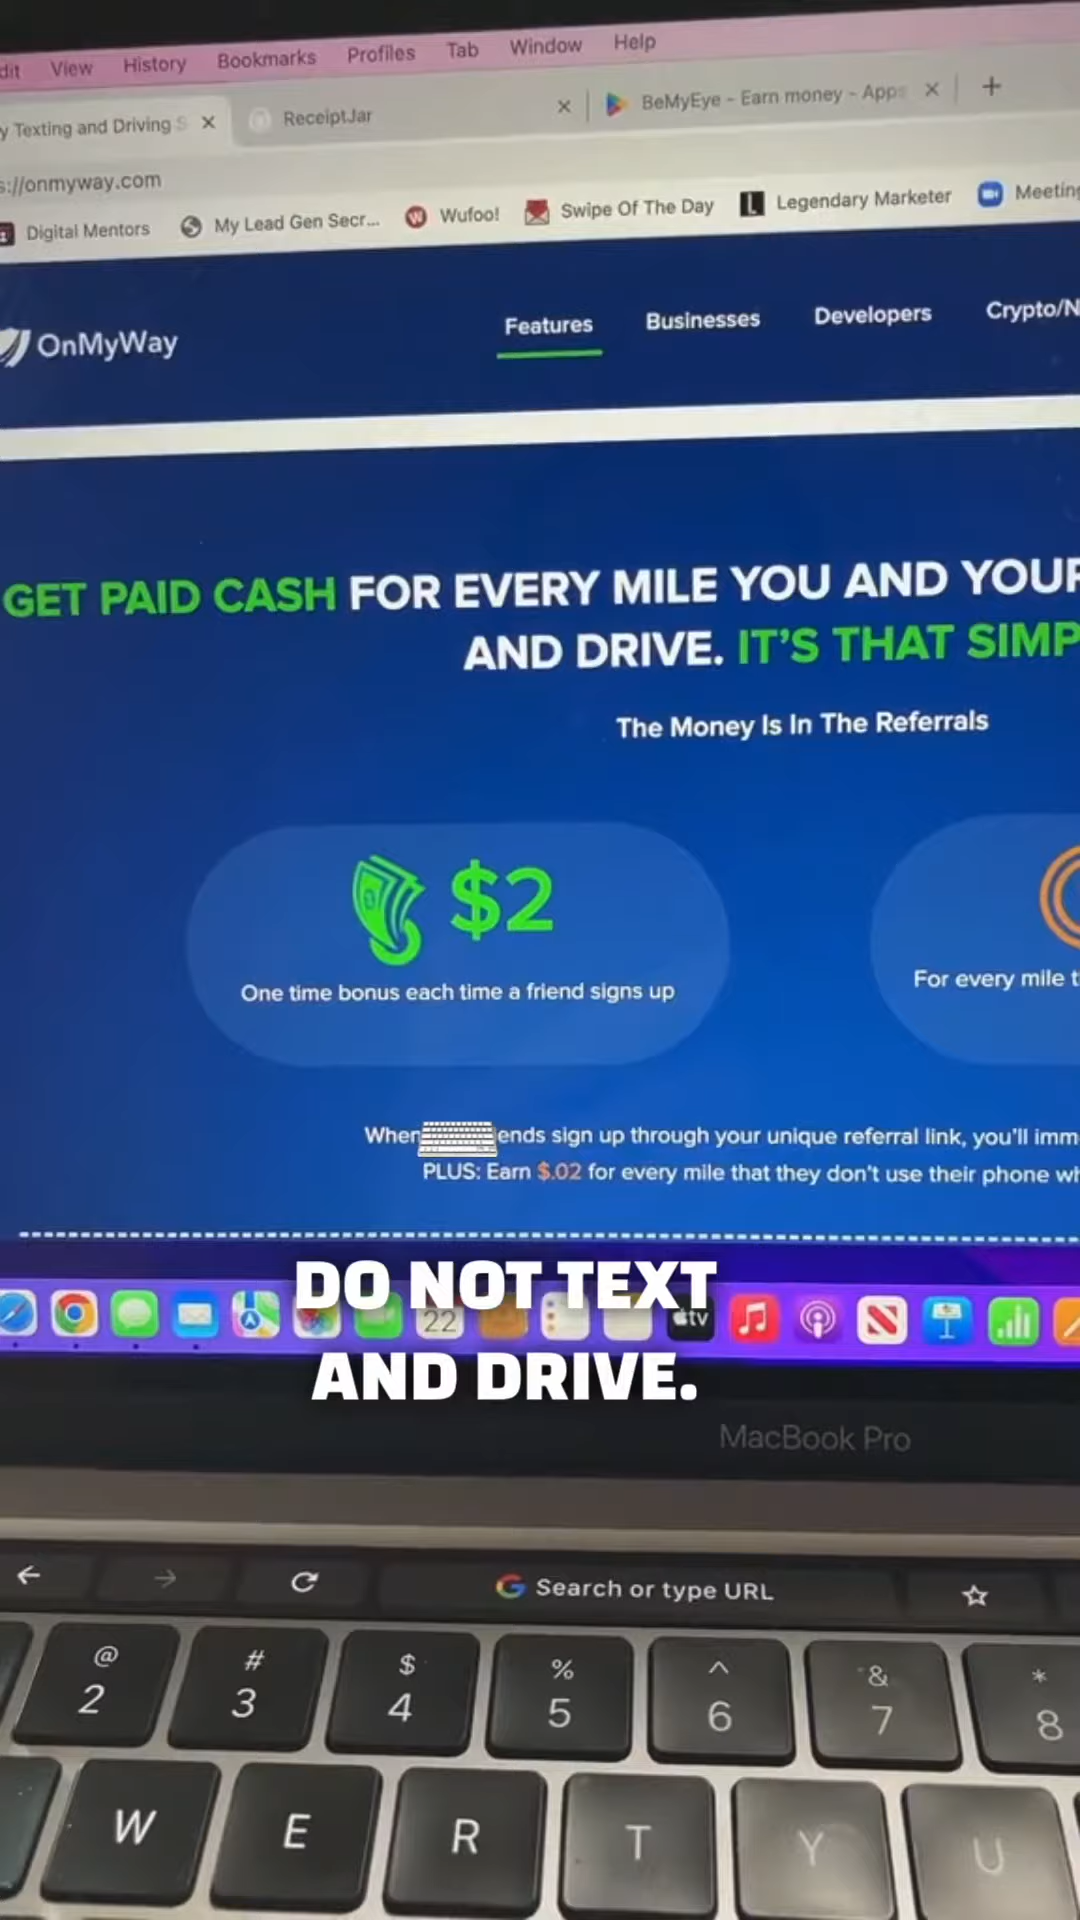 dit View History Bookmarks Profiles Tab Window Help
y Texting and Driving S ReceiptJar BeMyEye - Earn money - Apps
s://onmyway.com
Digital Mentors My Lead Gen Secr... Wufoo! Swipe Of The Day Legendary Marketer Meeting
OnMyWay Features Businesses Developers Crypto/N
GET PAID CASH FOR EVERY MILE YOU AND YOUR
AND DRIVE. IT'S THAT SIMP
The Money Is In The Referrals
$2
One time bonus each time a friend signs up
For every mile t
When ends sign up through your unique referral link, you'll imm
PLUS: Earn $.02 for every mile that they don't use their phone wh
22
tv
DO NOT TEXT
AND DRIVE.
MacBook Pro
Search or type URL
@ # $ % ^ & *
2 3 4 5 6 7 8
W E R T Y U